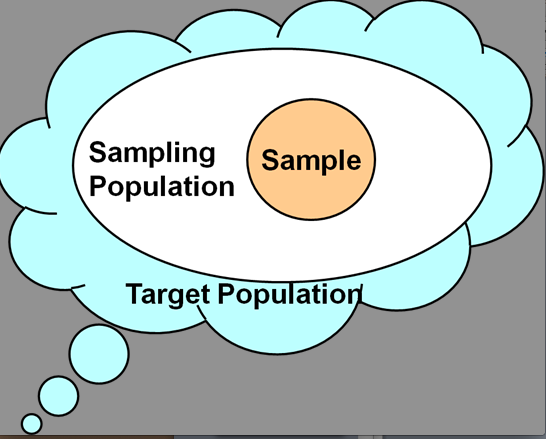 Sampling
Population
Sample
Target Population